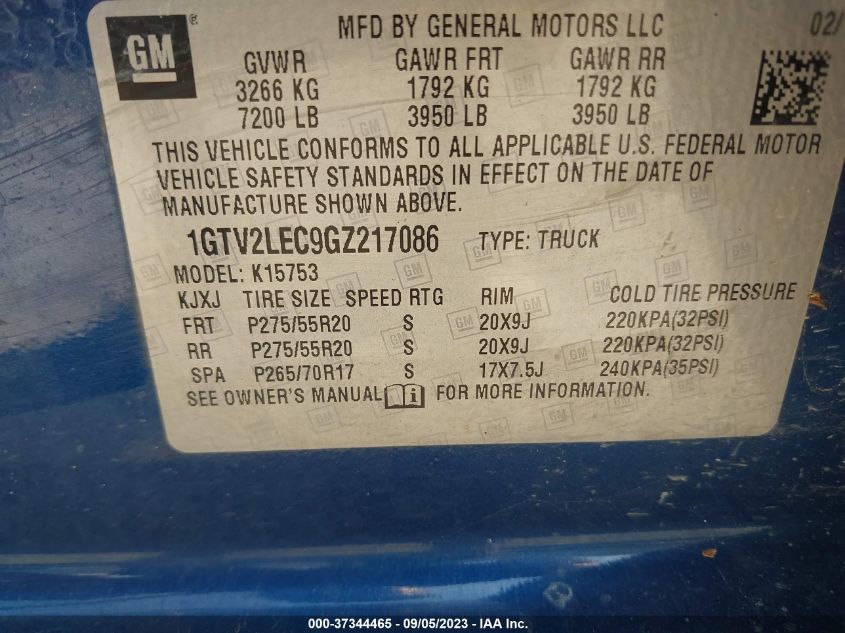 GM
®
MFD BY GENERAL MOTORS LLC 02/
GVWR GAWR FRT GAWR RR
3266 KG 1792 KG 1792 KG
7200 LB 3950 LB 3950 LB
THIS VEHICLE CONFORMS TO ALL APPLICABLE U.S. FEDERAL MOTOR
VEHICLE SAFETY STANDARDS IN EFFECT ON THE DATE OF
MANUFACTURE SHOWN ABOVE.
1GTV2LEC9GZ217086 TYPE: TRUCK
MODEL: K15753
KJXJ TIRE SIZE SPEED RTG RIM COLD TIRE PRESSURE
FRT P275/55R20 S 20X9J 220KPA(32PSI)
RR P275/55R20 S 20X9J 220KPA(32PSI)
SPA P265/70R17 S 17X7.5J 240KPA(35PSI)
SEE OWNER'S MANUAL i FOR MORE INFORMATION.
000-37344465 - 09/05/2023 - IAA Inc.